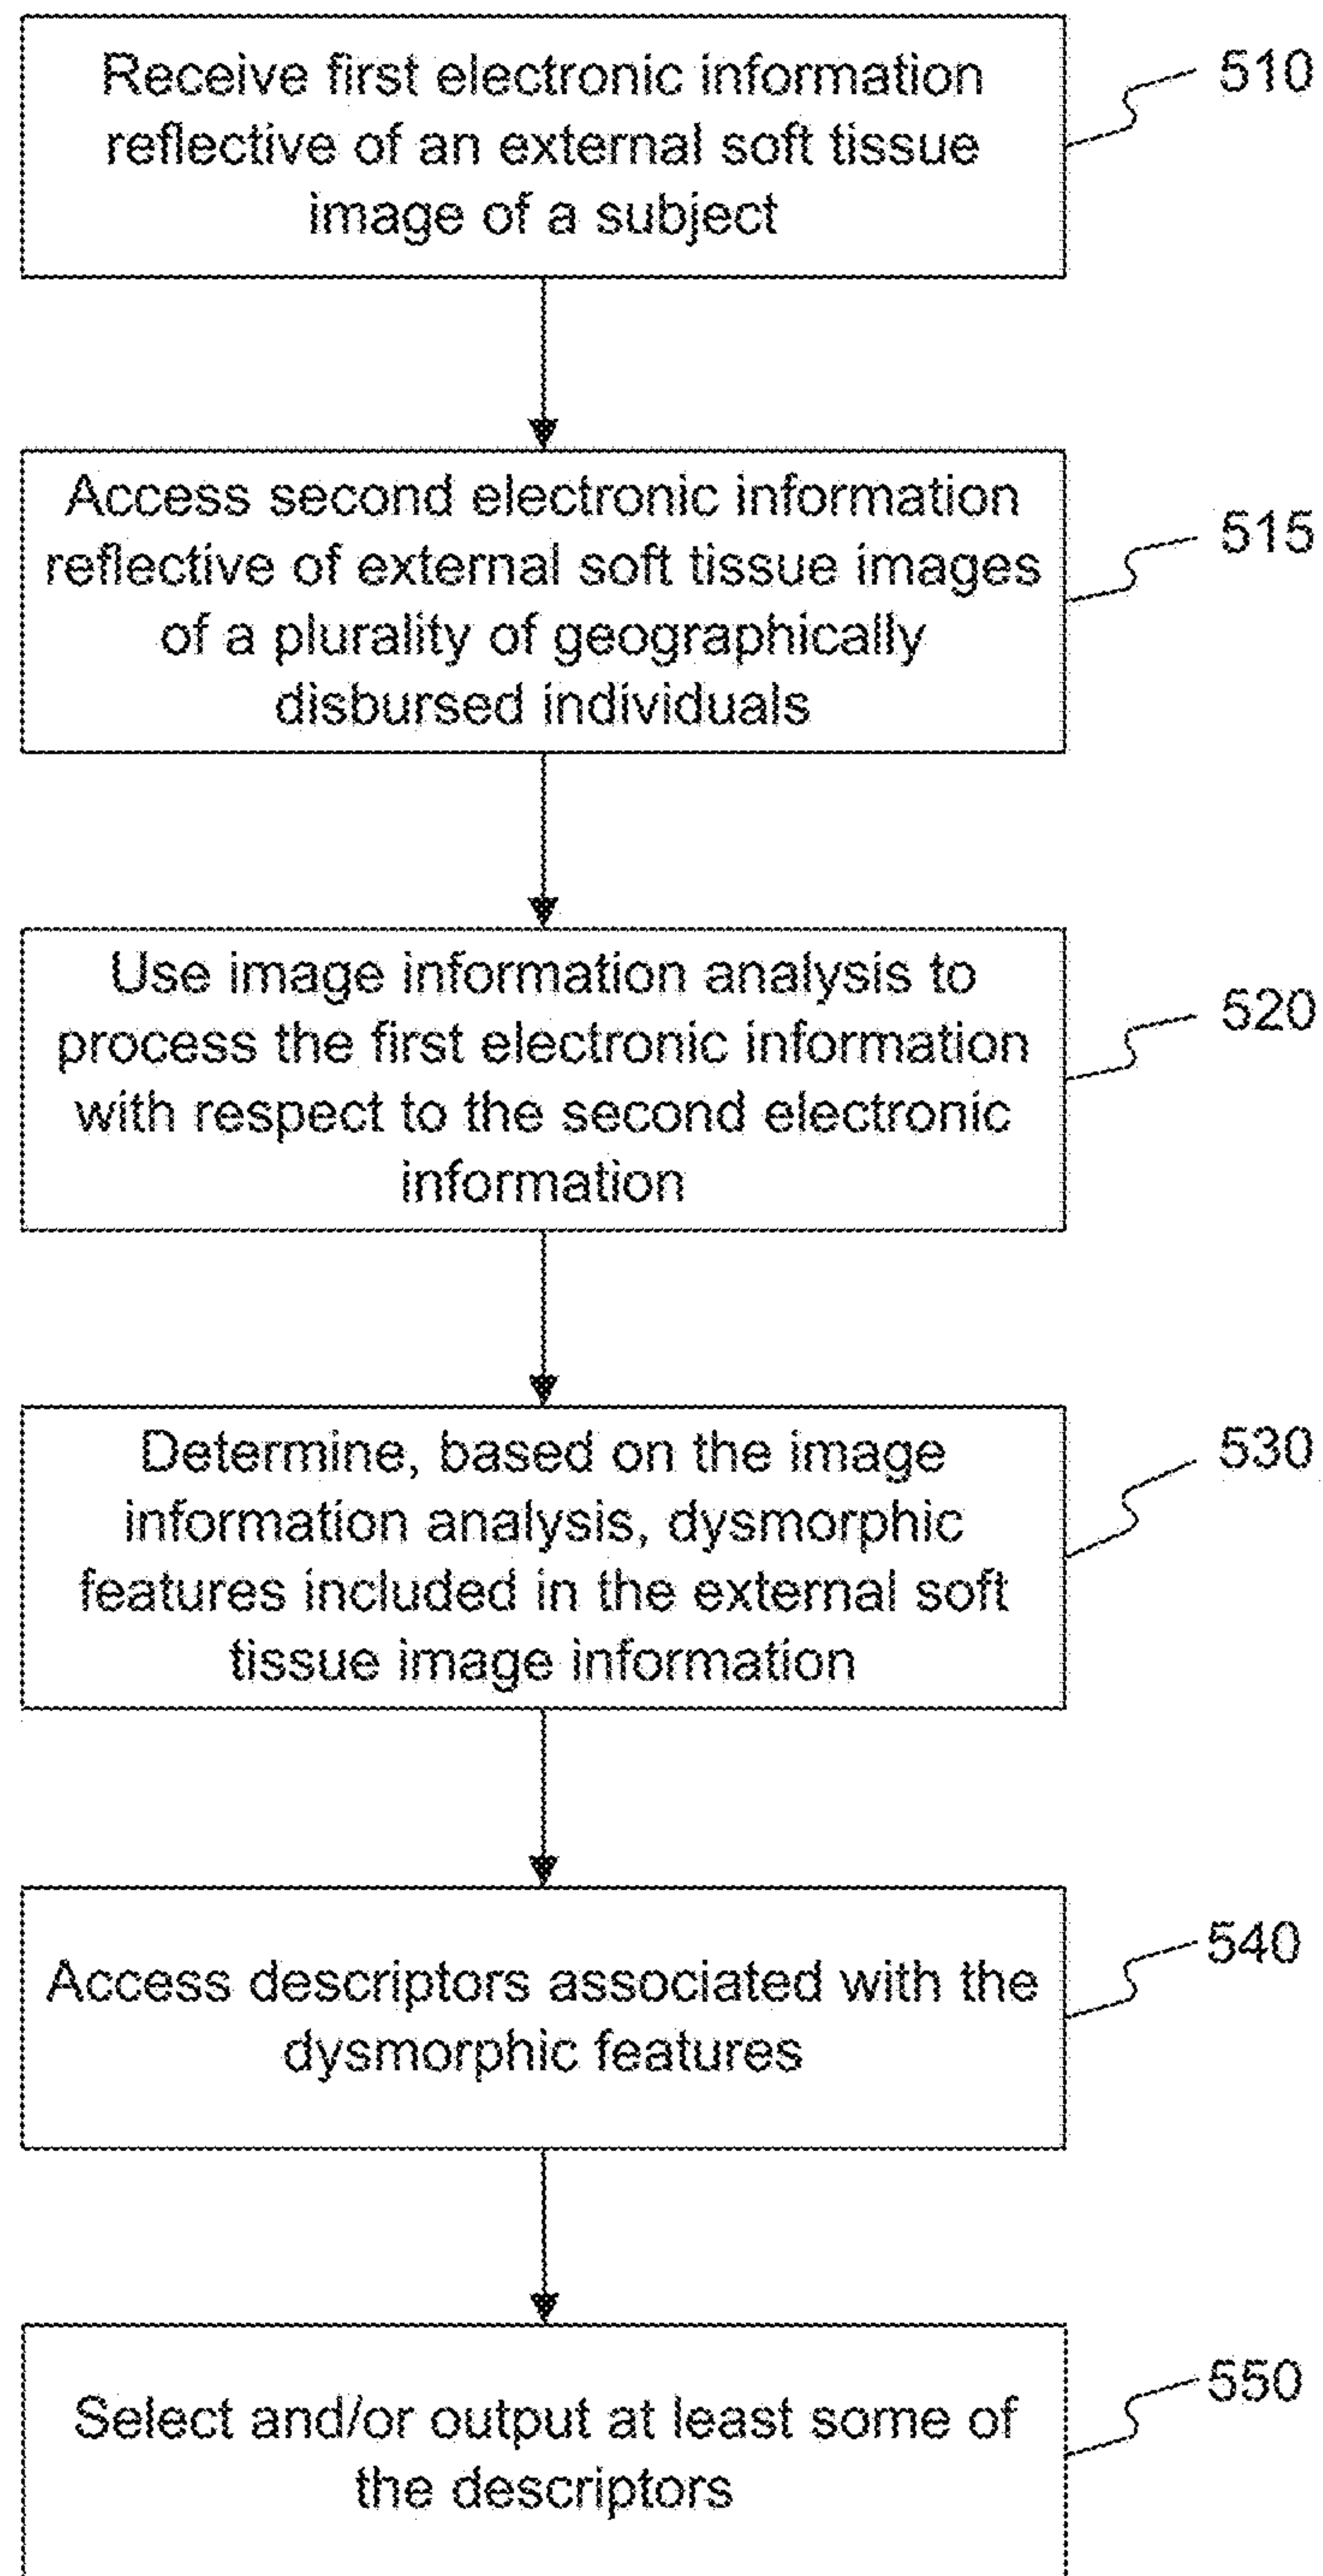 Receive first electronic information
reflective of an external soft tissue
image of a subject
510
Access second electronic information
reflective of external soft tissue images
of a plurality of geographically
disbursed individuals
515
Use image information analysis to
process the first electronic information
with respect to the second electronic
information
520
Determine, based on the image
information analysis, dysmorphic
features included in the external soft
tissue image information
530
Access descriptors associated with the
dysmorphic features
540
Select and/or output at least some of
the descriptors
550